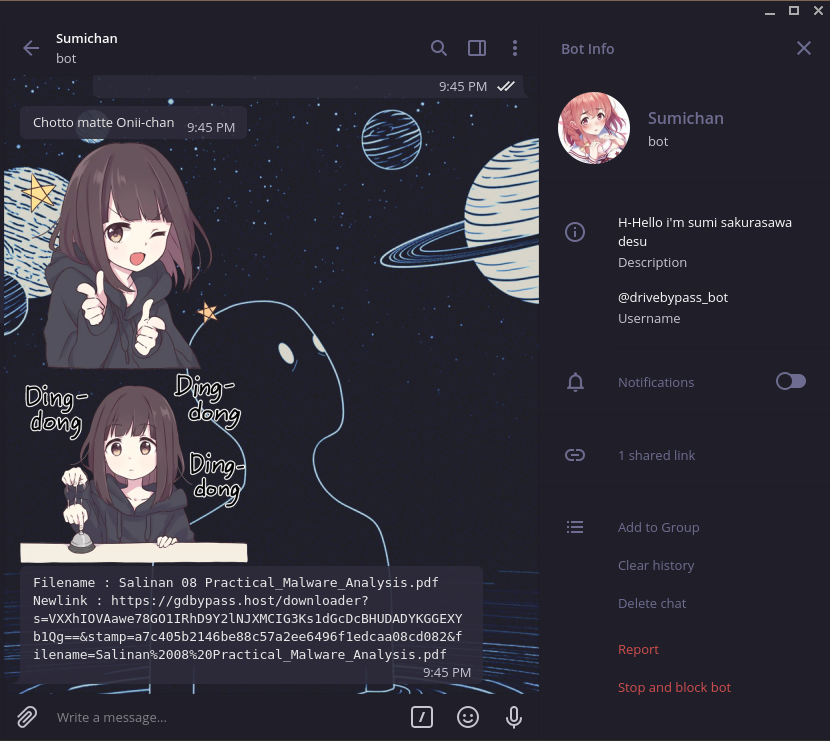 Sumichan
bot
9:45 PM
Chotto matte Onii-chan
9:45 PM
Ding-
dong
Ding-
dong
Ding-
dong
Filename : Salinan 08 Practical_Malware_Analysis.pdf
Newlink : https://gdbypass.host/downloader?
s=VXXhIOVAawe78GO1IRhD9Y2lNJXMCIG3Ks1dGcDcBHUDADYKGGEXY
b1Qg==&stamp=a7c405b2146be88c57a2ee6496f1edcaa08cd082&f
ilename=Salinan%2008%20Practical_Malware_Analysis.pdf
9:45 PM
Write a message...
Bot Info
Sumichan
bot
H-Hello i'm sumi sakurasawa
desu
Description
@drivebypass_bot
Username
Notifications
1 shared link
Add to Group
Clear history
Delete chat
Report
Stop and block bot